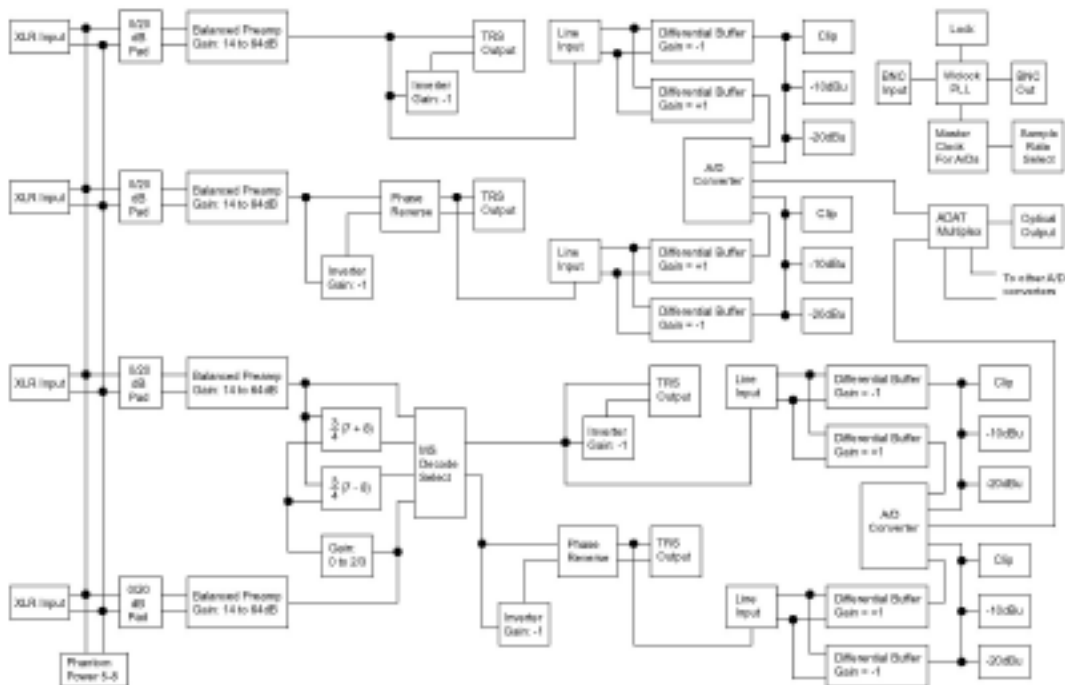 XLR Input
0/20
dB
Pad
Balanced Preamp
Gain: 14 to 64dB
TRS
Output
Inverter
Gain: -1
Line
Input
Differential Buffer
Gain = -1
Differential Buffer
Gain = +1
Clip
-10dBu
-20dBu
A/D
Converter
Lock
BNC
Input
Wclock
PLL
BNC
Out
Master
Clock
For A/Ds
Sample
Rate
Select
XLR Input
0/20
dB
Pad
Balanced Preamp
Gain: 14 to 64dB
Phase
Reverse
TRS
Output
Inverter
Gain: -1
Line
Input
Differential Buffer
Gain = +1
Differential Buffer
Gain = -1
Clip
-10dBu
-20dBu
ADAT
Multiplex
Optical
Output
To other A/D
converters
XLR Input
0/20
dB
Pad
Balanced Preamp
Gain: 14 to 64dB
3/4 (7 + 8)
3/4 (7 - 8)
Gain:
0 to 2/3
M/S
Decode
Select
TRS
Output
Inverter
Gain: -1
Line
Input
Differential Buffer
Gain = -1
Differential Buffer
Gain = +1
Clip
-10dBu
-20dBu
A/D
Converter
XLR Input
0/20
dB
Pad
Balanced Preamp
Gain: 14 to 64dB
Phase
Reverse
TRS
Output
Inverter
Gain: -1
Line
Input
Differential Buffer
Gain = +1
Differential Buffer
Gain = -1
Clip
-10dBu
-20dBu
Phantom
Power 5-8